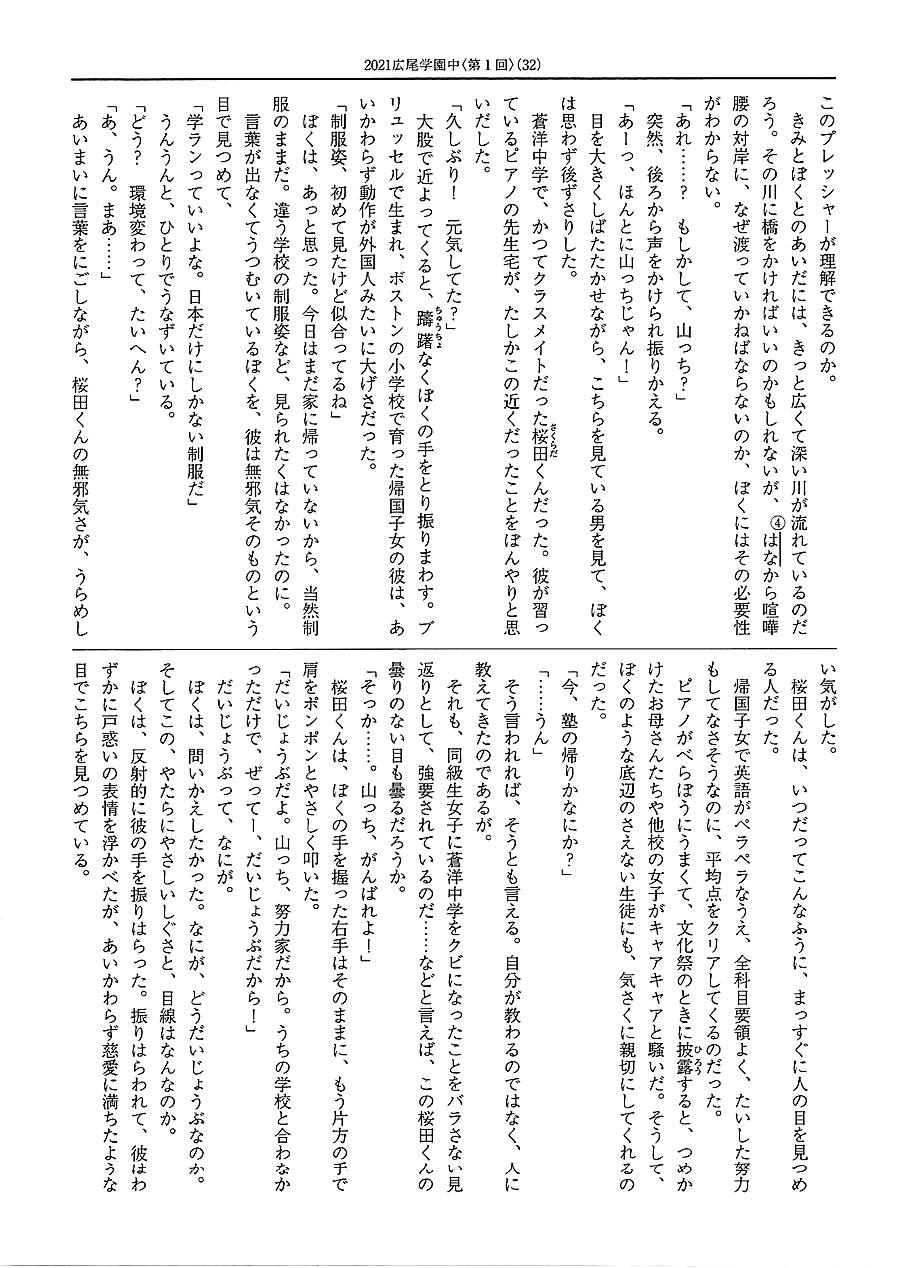 2021広尾学園中〈第1回〉(32)
このプレッシャーが理解できるのか。
きみとぼくとのあいだには、きっと広くて深い川が流れているのだ
ろう。その川に橋をかければいいのかもしれないが、④はなから喧嘩
腰の対岸に、なぜ渡っていかねばならないのか、ぼくにはその必要性
がわからない。
「あれ……? もしかして、山っち?」
突然、後ろから声をかけられ振りかえる。
「あーっ、ほんとに山っちじゃん!」
目を大きくしばたたかせながら、こちらを見ている男を見て、ぼく
は思わず後ずさりした。
蒼洋中学で、かつてクラスメイトだった桜田くんだった。彼が習っ
ているピアノの先生宅が、たしかこの近くだったことをぼんやりと思
いだした。
「久しぶり! 元気してた?」
大股で近よってくると、躊躇なくぼくの手をとり振りまわす。ブ
リュッセルで生まれ、ボストンの小学校で育った帰国子女の彼は、あ
いかわらず動作が外国人みたいに大げさだった。
「制服姿、初めて見たけど似合ってるね」
ぼくは、あっと思った。今日はまだ家に帰っていないから、当然制
服のままだ。違う学校の制服姿など、見られたくはなかったのに。
言葉が出なくてうつむいているぼくを、彼は無邪気そのものという
目で見つめて、
「学ランっていいよな。日本だけにしかない制服だ」
うんうんと、ひとりでうなずいている。
「どう? 環境変わって、たいへん?」
「あ、うん。まあ……」
あいまいに言葉をにごしながら、桜田くんの無邪気さが、うらめし
い気がした。
桜田くんは、いつだってこんなふうに、まっすぐに人の目を見つめ
る人だった。
帰国子女で英語がペラペラなうえ、全科目要領よく、たいした努力
もしてなさそうなのに、平均点をクリアしてくるのだった。
ピアノがべらぼうにうまくて、文化祭のときに披露すると、つめか
けたお母さんたちや他校の女子がキャアキャアと騒いだ。そうして、
ぼくのような底辺のさえない生徒にも、気さくに親切にしてくれるの
だった。
「今、塾の帰りかなにか?」
「……うん」
そう言われれば、そうとも言える。自分が教わるのではなく、人に
教えてきたのであるが。
それも、同級生女子に蒼洋中学をクビになったことをバラさない見
返りとして、強要されているのだ……などと言えば、この桜田くんの
曇りのない目も曇るだろうか。
「そっか……。山っち、がんばれよ!」
桜田くんは、ぼくの手を握った右手はそのままに、もう片方の手で
肩をポンポンとやさしく叩いた。
「だいじょうぶだよ。山っち、努力家だから。うちの学校と合わなか
っただけで、ぜってー、だいじょうぶだから!」
だいじょうぶって、なにが。
ぼくは、問いかえしたかった。なにが、どうだいじょうぶなのか。
そしてこの、やたらにやさしいしぐさと、目線はなんなのか。
ぼくは、反射的に彼の手を振りはらった。振りはらわれて、彼はわ
ずかに戸惑いの表情を浮かべたが、あいかわらず慈愛に満ちたような
目でこちらを見つめている。